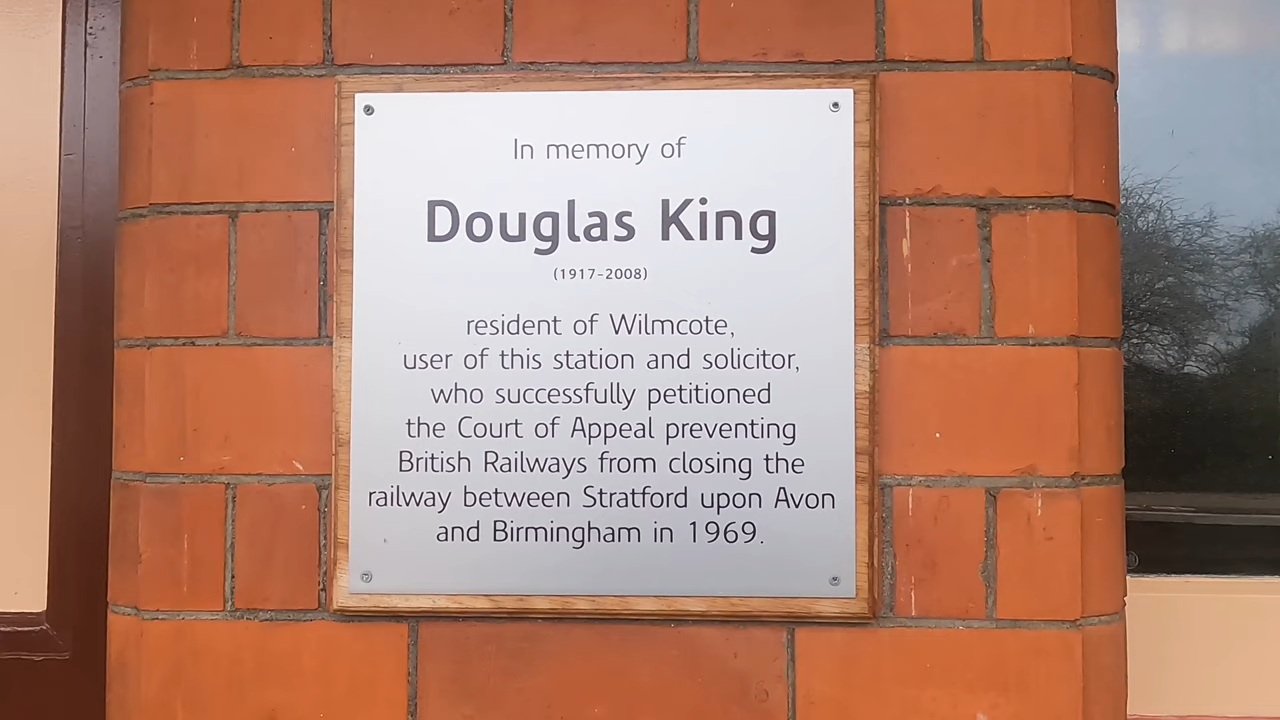 In memory of
Douglas King
(1917-2008)
resident of Wilmcote,
user of this station and solicitor,
who successfully petitioned
the Court of Appeal preventing
British Railways from closing the
railway between Stratford upon Avon
and Birmingham in 1969.